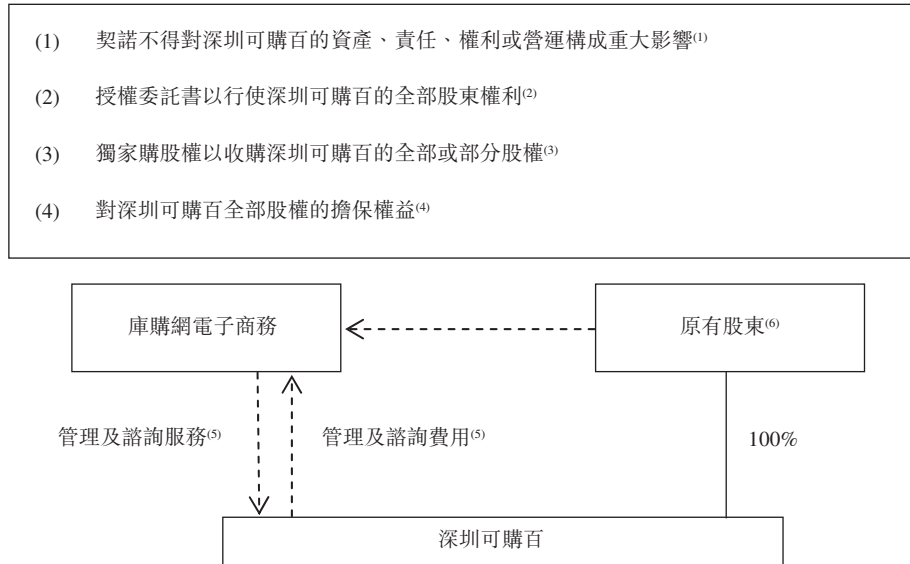 (1) 契諾不得對深圳可購百的資產、責任、權利或營運構成重大影響(1)
(2) 授權委託書以行使深圳可購百的全部股東權利(2)
(3) 獨家購股權以收購深圳可購百的全部或部分股權(3)
(4) 對深圳可購百全部股權的擔保權益(4)
庫購網電子商務
原有股東(6)
管理及諮詢服務(5)
管理及諮詢費用(5)
100%
深圳可購百